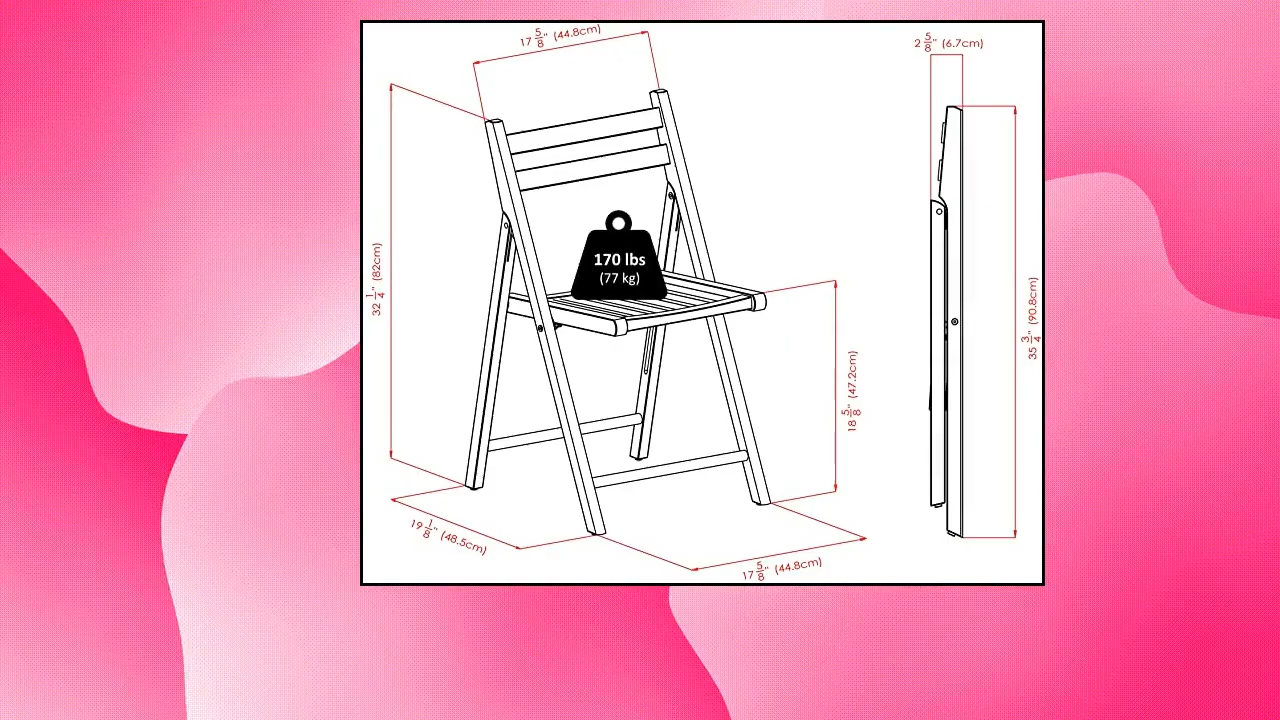 17 5/8" (44.8cm)
2 5/8" (6.7cm)
32 1/4" (82cm)
170 lbs
(77 kg)
35 3/4" (90.8cm)
18 5/8" (47.2cm)
19 1/8" (48.5cm)
17 5/8" (44.8cm)